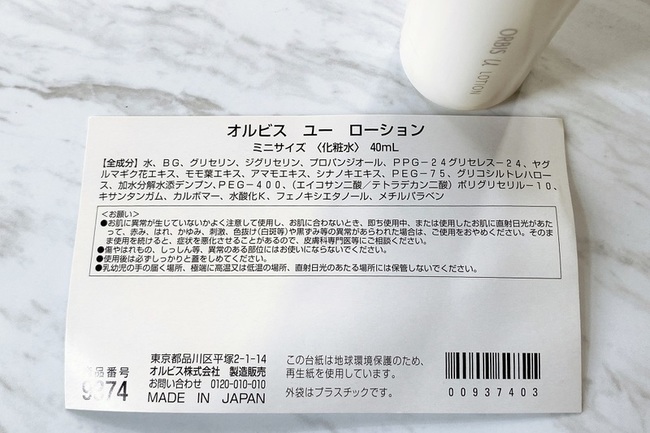 ORBIS U LOTION
オルビス ユー ローション
ミニサイズ 〈化粧水〉 40mL
【全成分】水、BG、グリセリン、ジグリセリン、プロパンジオール、PPG-24グリセレス-24、ヤグ
ルマギク花エキス、モモ葉エキス、アマモエキス、シナノキエキス、PEG-75、グリコシルトレハロー
ス、加水分解水添デンプン、PEG-400、(エイコサン二酸/テトラデカン二酸)ポリグリセリル-10、
キサンタンガム、カルボマー、水酸化K、フェノキシエタノール、メチルパラベン
<お願い>
●お肌に異常が生じていないかよく注意して使用し、お肌に合わないとき、即ち使用中、または使用したお肌に直射日光があた
って、赤み、はれ、かゆみ、刺激、色抜け(白斑等)や黒ずみ等の異常があらわれた場合は、ご使用をおやめください。そのま
ま使用を続けると、症状を悪化させることがあるので、皮膚科専門医等にご相談ください。
●傷やはれもの、しっしん等、異常のある部位にはお使いにならないでください。
●使用後は必ずしっかりと蓋をしめてください。
●乳幼児の手の届く場所、極端に高温又は低温の場所、直射日光のあたる場所には保管しないでください。
品番号
9374
東京都品川区平塚2-1-14
オルビス株式会社 製造販売
お問い合わせ 0120-010-010
MADE IN JAPAN
この台紙は地球環境保護のため、
再生紙を使用しています。
外袋はプラスチックです。
00937403